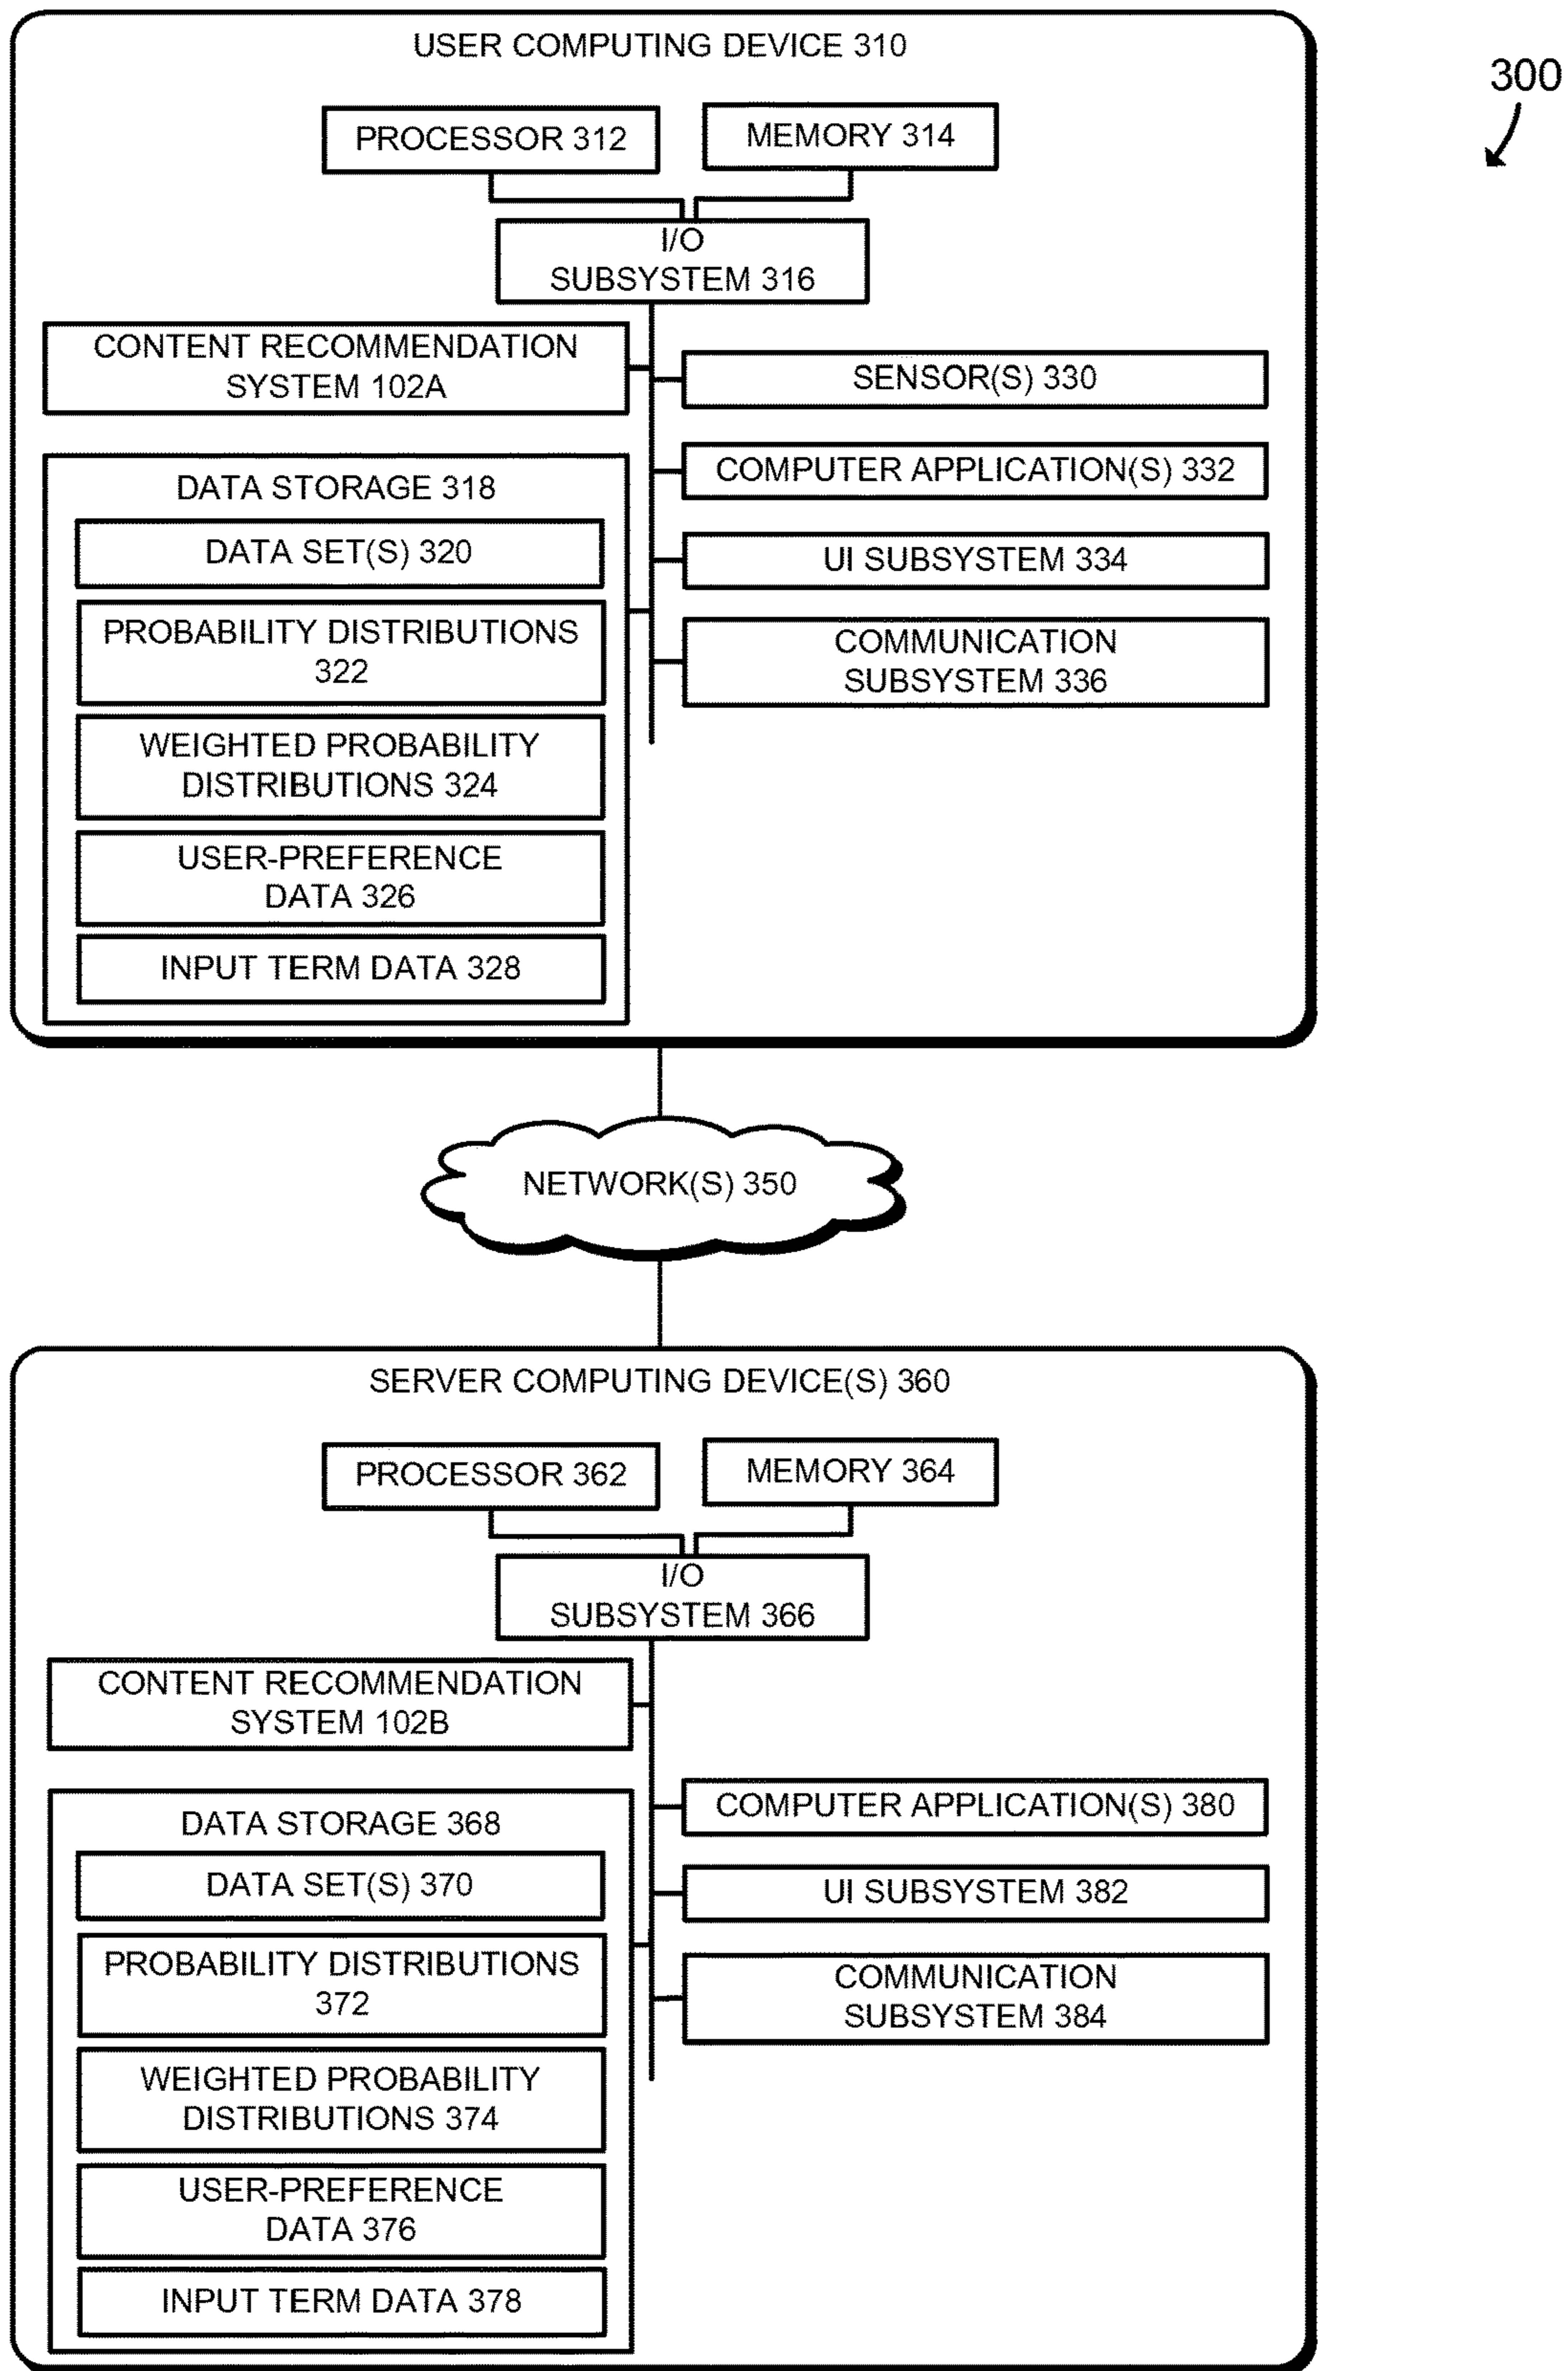 USER COMPUTING DEVICE 310
300
PROCESSOR 312
MEMORY 314
I/O
SUBSYSTEM 316
CONTENT RECOMMENDATION
SYSTEM 102A
DATA STORAGE 318
DATA SET(S) 320
PROBABILITY DISTRIBUTIONS
322
WEIGHTED PROBABILITY
DISTRIBUTIONS 324
USER-PREFERENCE
DATA 326
INPUT TERM DATA 328
SENSOR(S) 330
COMPUTER APPLICATION(S) 332
UI SUBSYSTEM 334
COMMUNICATION
SUBSYSTEM 336
NETWORK(S) 350
SERVER COMPUTING DEVICE(S) 360
PROCESSOR 362
MEMORY 364
I/O
SUBSYSTEM 366
CONTENT RECOMMENDATION
SYSTEM 102B
DATA STORAGE 368
DATA SET(S) 370
PROBABILITY DISTRIBUTIONS
372
WEIGHTED PROBABILITY
DISTRIBUTIONS 374
USER-PREFERENCE
DATA 376
INPUT TERM DATA 378
COMPUTER APPLICATION(S) 380
UI SUBSYSTEM 382
COMMUNICATION
SUBSYSTEM 384